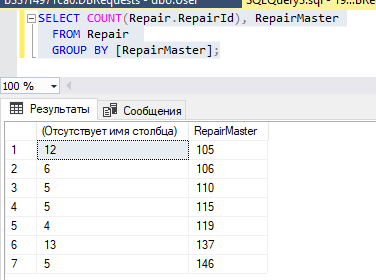 SELECT COUNT(Repair.RepairId), RepairMaster
FROM Repair
GROUP BY [RepairMaster];
100 %
Результаты Сообщения
(Отсутствует имя столбца) RepairMaster
1 12 105
2 6 106
3 5 110
4 5 115
5 4 119
6 13 137
7 5 146